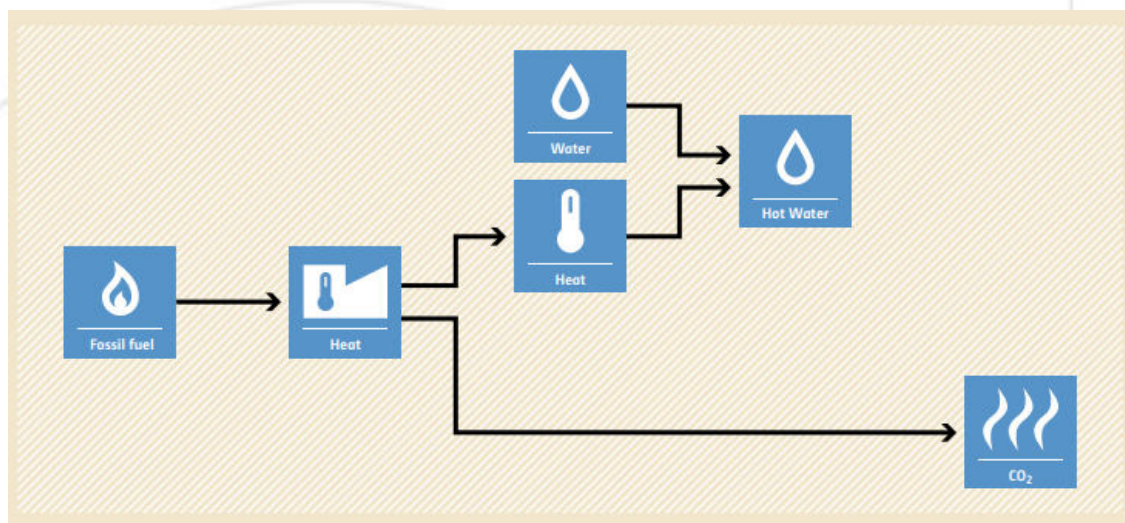 Water
Hot Water
Heat
Fossil fuel
Heat
CO₂